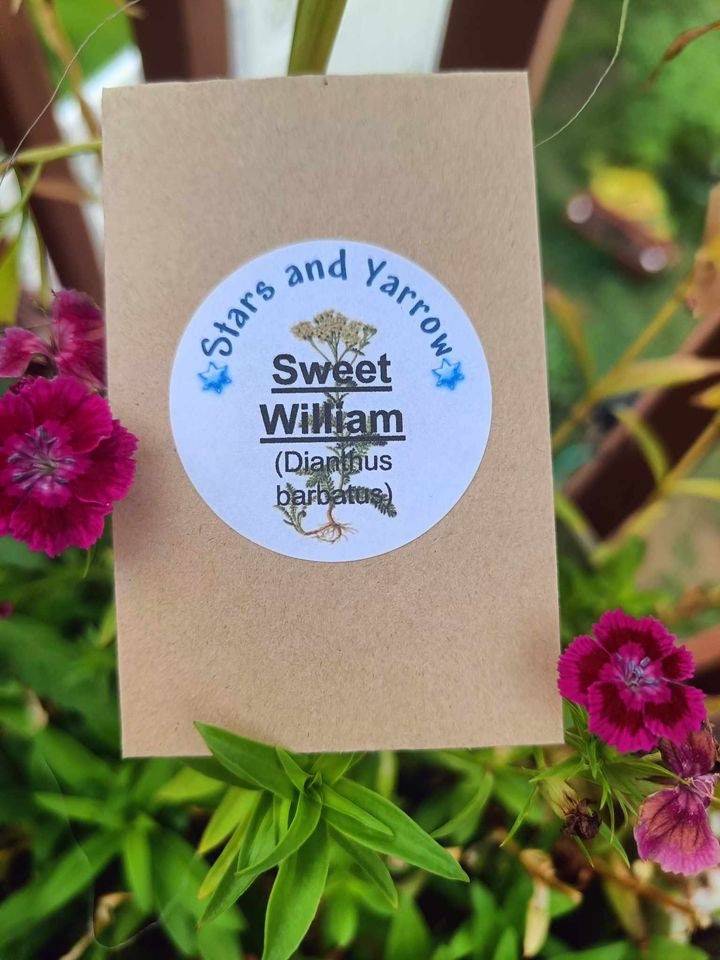 Stars and Yarrow
Sweet
William
(Dianthus
barbatus)